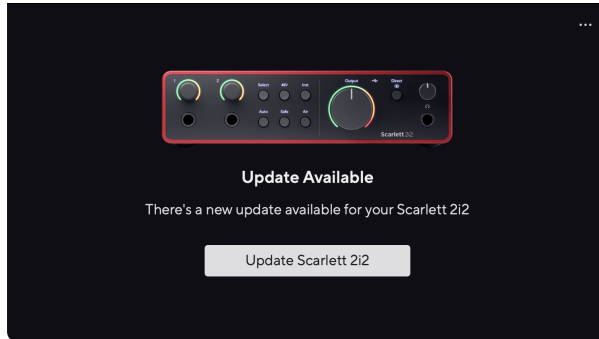 ...
1
2
Select 48V Inst
Auto Safe Air
Output
Direct
Scarlett 2i2
Update Available
There's a new update available for your Scarlett 2i2
Update Scarlett 2i2